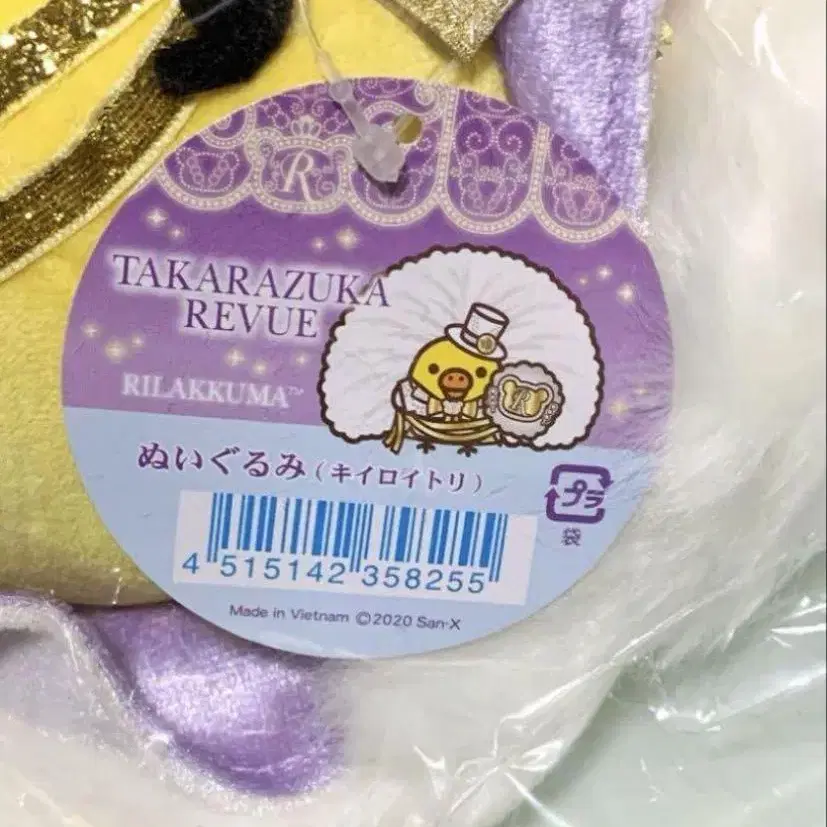 R
TAKARAZUKA
REVUE
RILAKKUMA™
R
ぬいぐるみ(キイロイトリ)
プラ
袋
4 515142 358255
Made in Vietnam ©2020 San-X